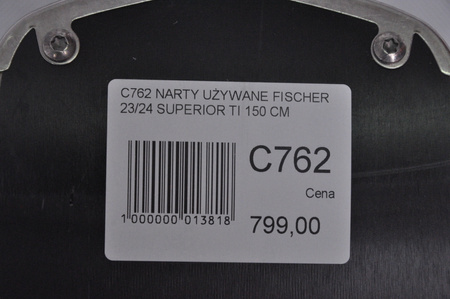 C762 NARTY UŻYWANE FISCHER
23/24 SUPERIOR TI 150 CM
C762
Cena
799,00
1 000000 013818